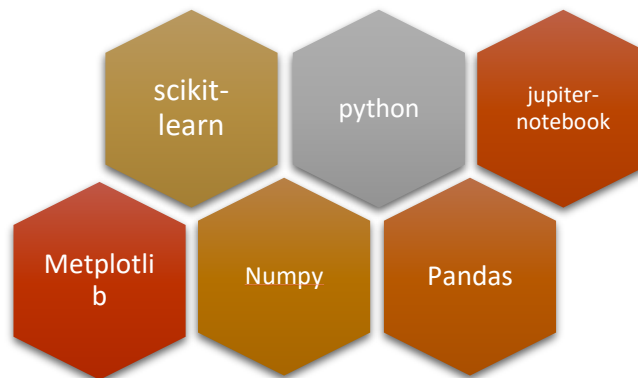 scikit-
learn
python
jupiter-
notebook
Metplotli
b
Numpy
Pandas